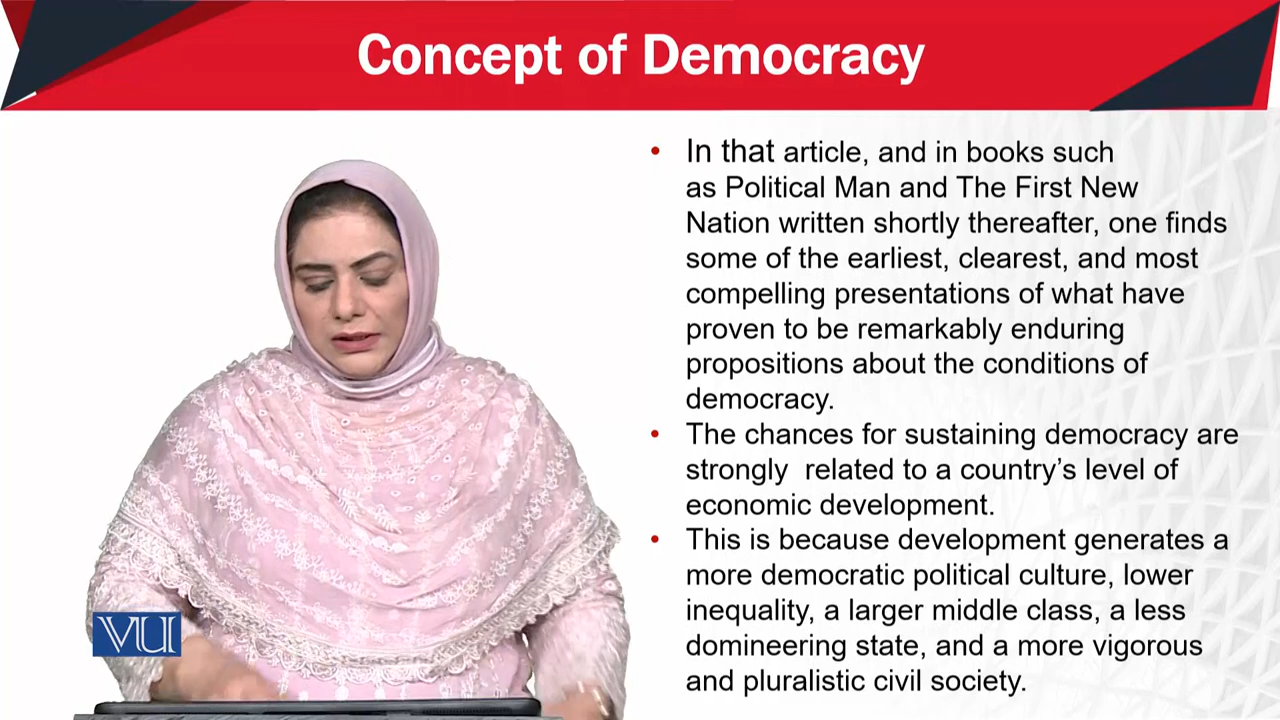 Concept of Democracy
• In that article, and in books such
as Political Man and The First New
Nation written shortly thereafter, one finds
some of the earliest, clearest, and most
compelling presentations of what have
proven to be remarkably enduring
propositions about the conditions of
democracy.
• The chances for sustaining democracy are
strongly  related to a country’s level of
economic development.
• This is because development generates a
more democratic political culture, lower
inequality, a larger middle class, a less
domineering state, and a more vigorous
and pluralistic civil society.
VU